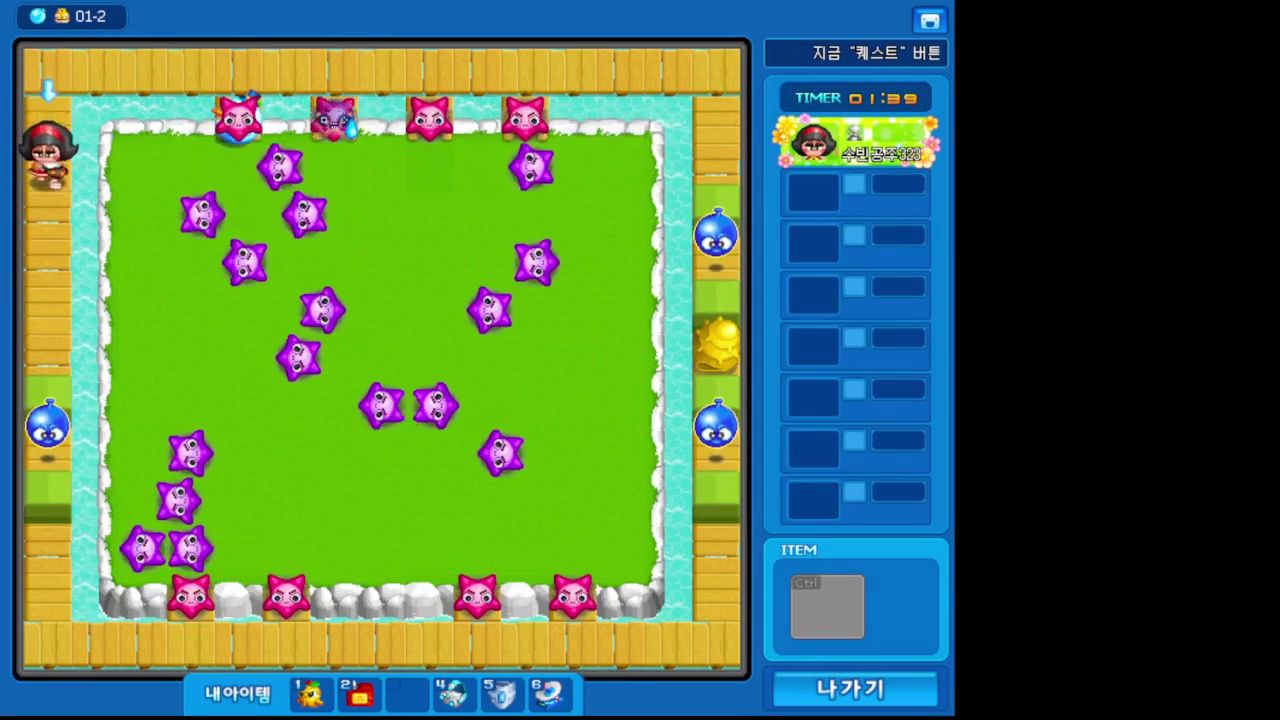 01-2
지금 "퀘스트" 버튼
TIMER 01:39
수빈공주323
ITEM
Ctrl
내아이템 1 2 4 5 6
나가기